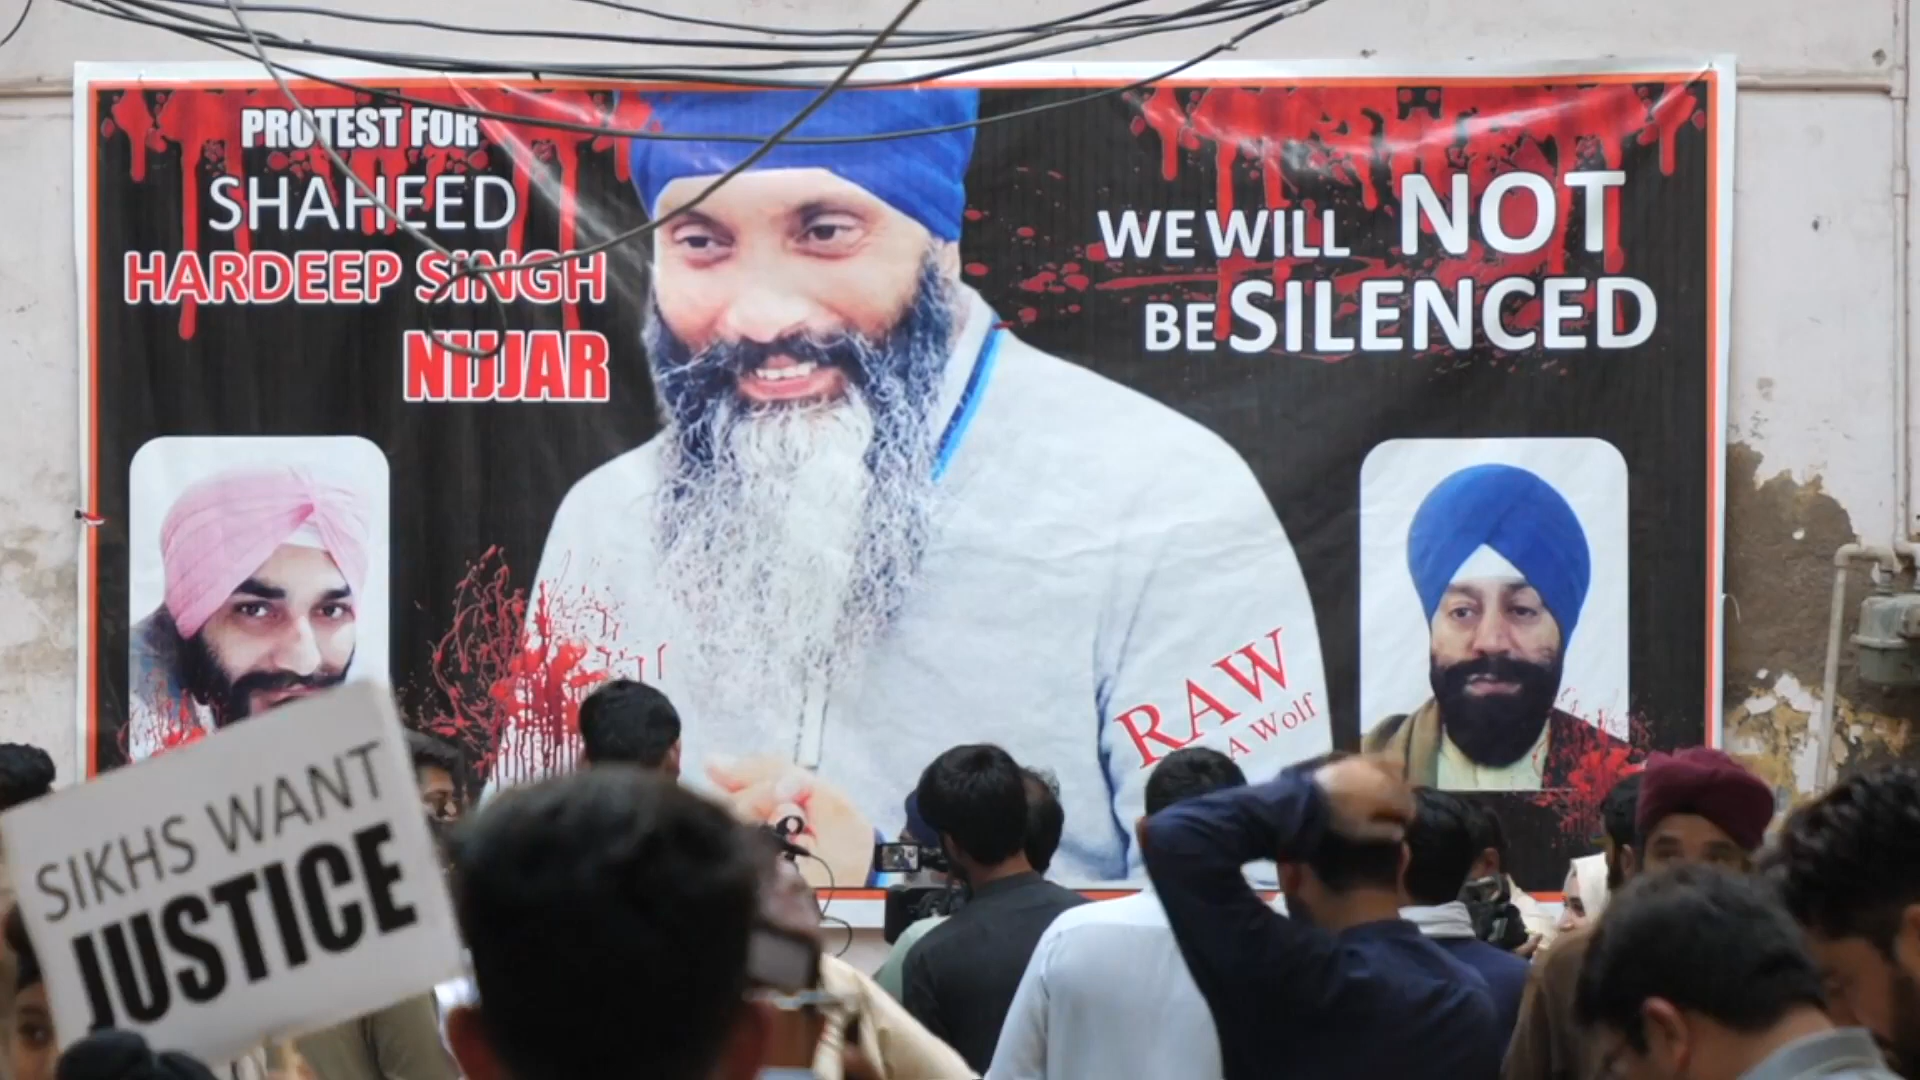 PROTEST FOR
SHAHEED
HARDEEP SINGH
NIJJAR
WE WILL NOT
BE SILENCED
RAW
A Wolf
SIKHS WANT
JUSTICE